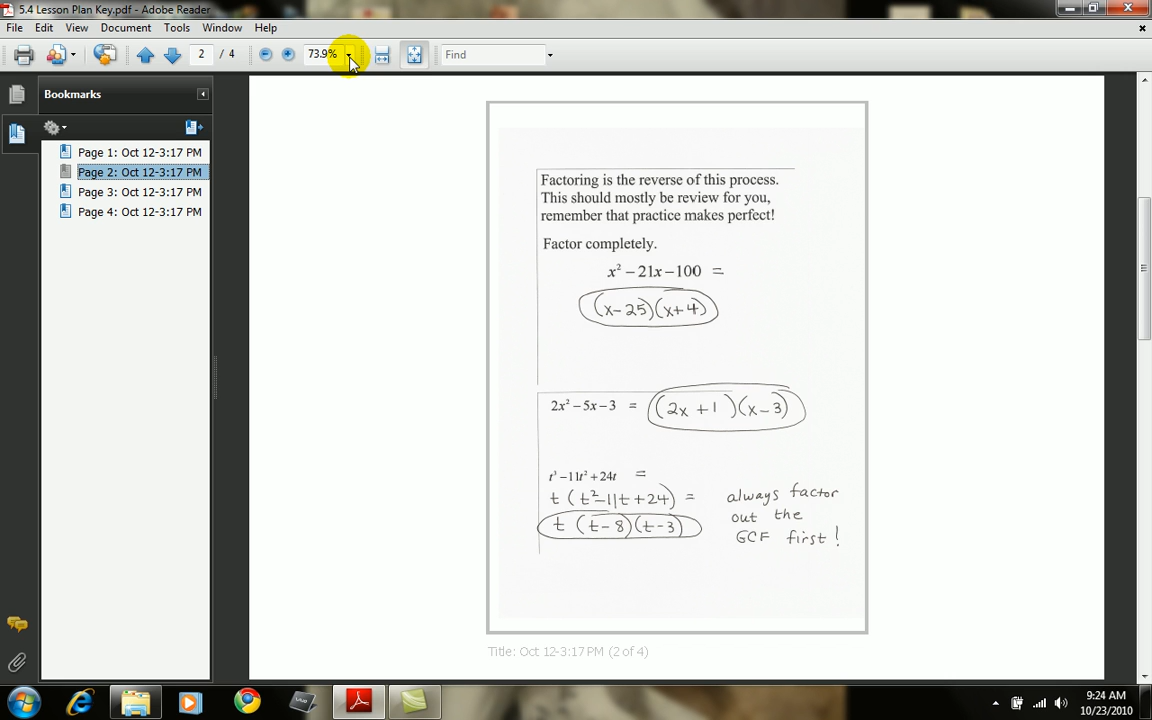 5.4 Lesson Plan Key.pdf - Adobe Reader
File Edit View Document Tools Window Help
2 / 4 73.9% Find
Bookmarks
Page 1: Oct 12-3:17 PM
Page 2: Oct 12-3:17 PM
Page 3: Oct 12-3:17 PM
Page 4: Oct 12-3:17 PM
Factoring is the reverse of this process.
This should mostly be review for you,
remember that practice makes perfect!
Factor completely.
x² – 21x – 100 =
(x – 25)(x + 4)
2x² – 5x – 3 = (2x + 1)(x – 3)
t³ – 11t² + 24t =
t (t² – 11t + 24) =
t (t – 8)(t – 3)
always factor
out the
GCF first!
Title: Oct 12-3:17 PM (2 of 4)
9:24 AM
10/23/2010